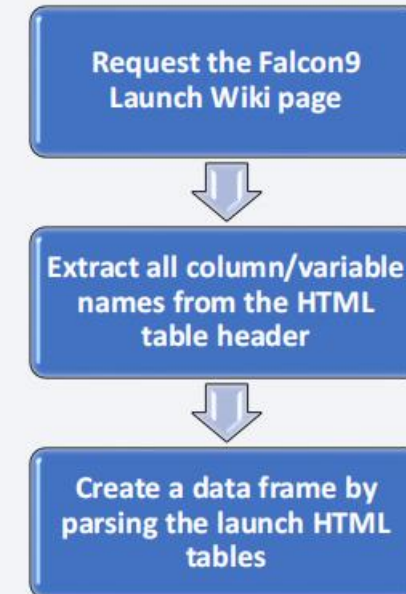 Request the Falcon9
Launch Wiki page
Extract all column/variable
names from the HTML
table header
Create a data frame by
parsing the launch HTML
tables